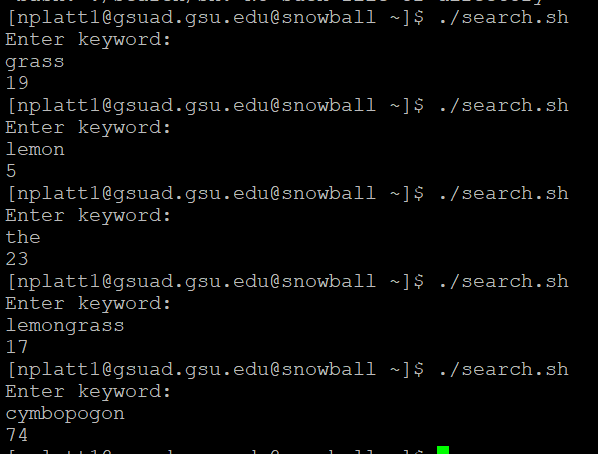 [nplatt1@gsuad.gsu.edu@snowball ~]$ ./search.sh
Enter keyword:
grass
19
[nplatt1@gsuad.gsu.edu@snowball ~]$ ./search.sh
Enter keyword:
lemon
5
[nplatt1@gsuad.gsu.edu@snowball ~]$ ./search.sh
Enter keyword:
the
23
[nplatt1@gsuad.gsu.edu@snowball ~]$ ./search.sh
Enter keyword:
lemongrass
17
[nplatt1@gsuad.gsu.edu@snowball ~]$ ./search.sh
Enter keyword:
cymbopogon
74